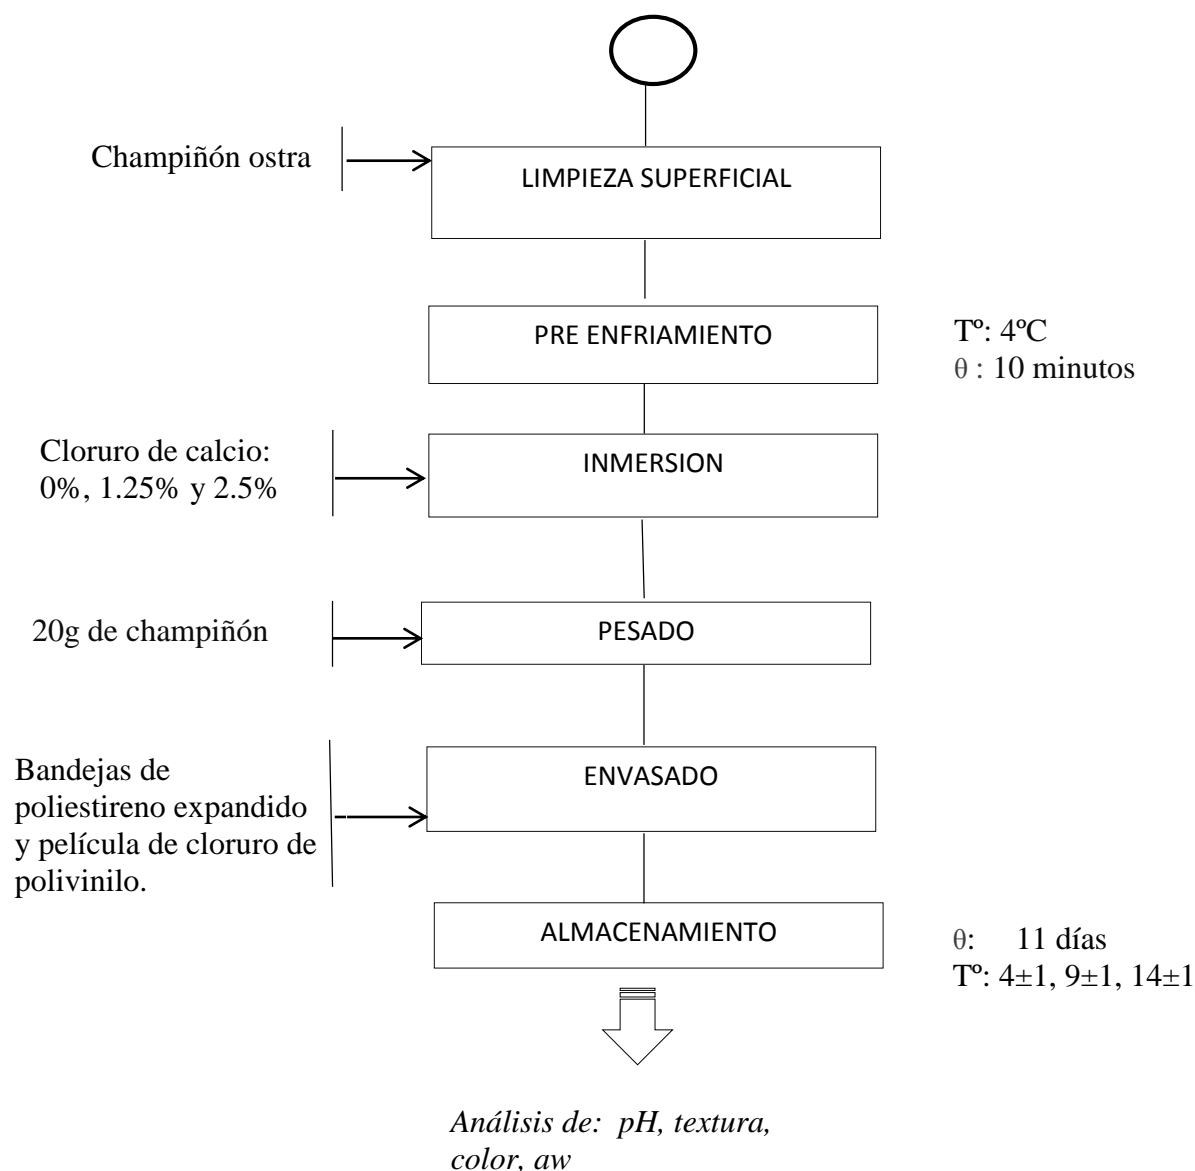 Champiñón ostra
LIMPIEZA SUPERFICIAL
PRE ENFRIAMIENTO
Tº: 4ºC
θ : 10 minutos
Cloruro de calcio:
0%, 1.25% y 2.5%
INMERSION
20g de champiñón
PESADO
Bandejas de
poliestireno expandido
y película de cloruro de
polivinilo.
ENVASADO
ALMACENAMIENTO
θ: 11 días
Tº: 4±1, 9±1, 14±1
Análisis de: pH, textura,
color, aw